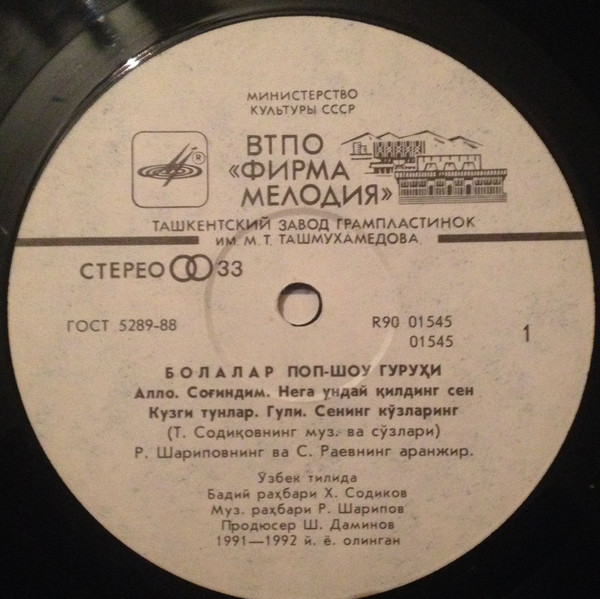 МИНИСТЕРСТВО
КУЛЬТУРЫ СССР
ВТПО
«ФИРМА
МЕЛОДИЯ»
ТАШКЕНТСКИЙ ЗАВОД ГРАМПЛАСТИНОК
ИМ. М. Т. ТАШМУХАМЕДОВА
СТЕРЕО 33
ГОСТ 5289-88
R90 01545
01545
1
БОЛАЛАР ПОП-ШОУ ГУРУҲИ
Алло. Соғиндим. Нега ундай қилдинг сен
Кузги тунлар. Гули. Сенинг кўзларинг
(Т. Содиқовнинг муз. ва сўзлари)
Р. Шариповнинг ва С. Раевнинг аранжир.
Ўзбек тилида
Бадий раҳбари Х. Содиков
Муз. раҳбари Р. Шарипов
Продюсер Ш. Даминов
1991—1992 й. ё. олинган